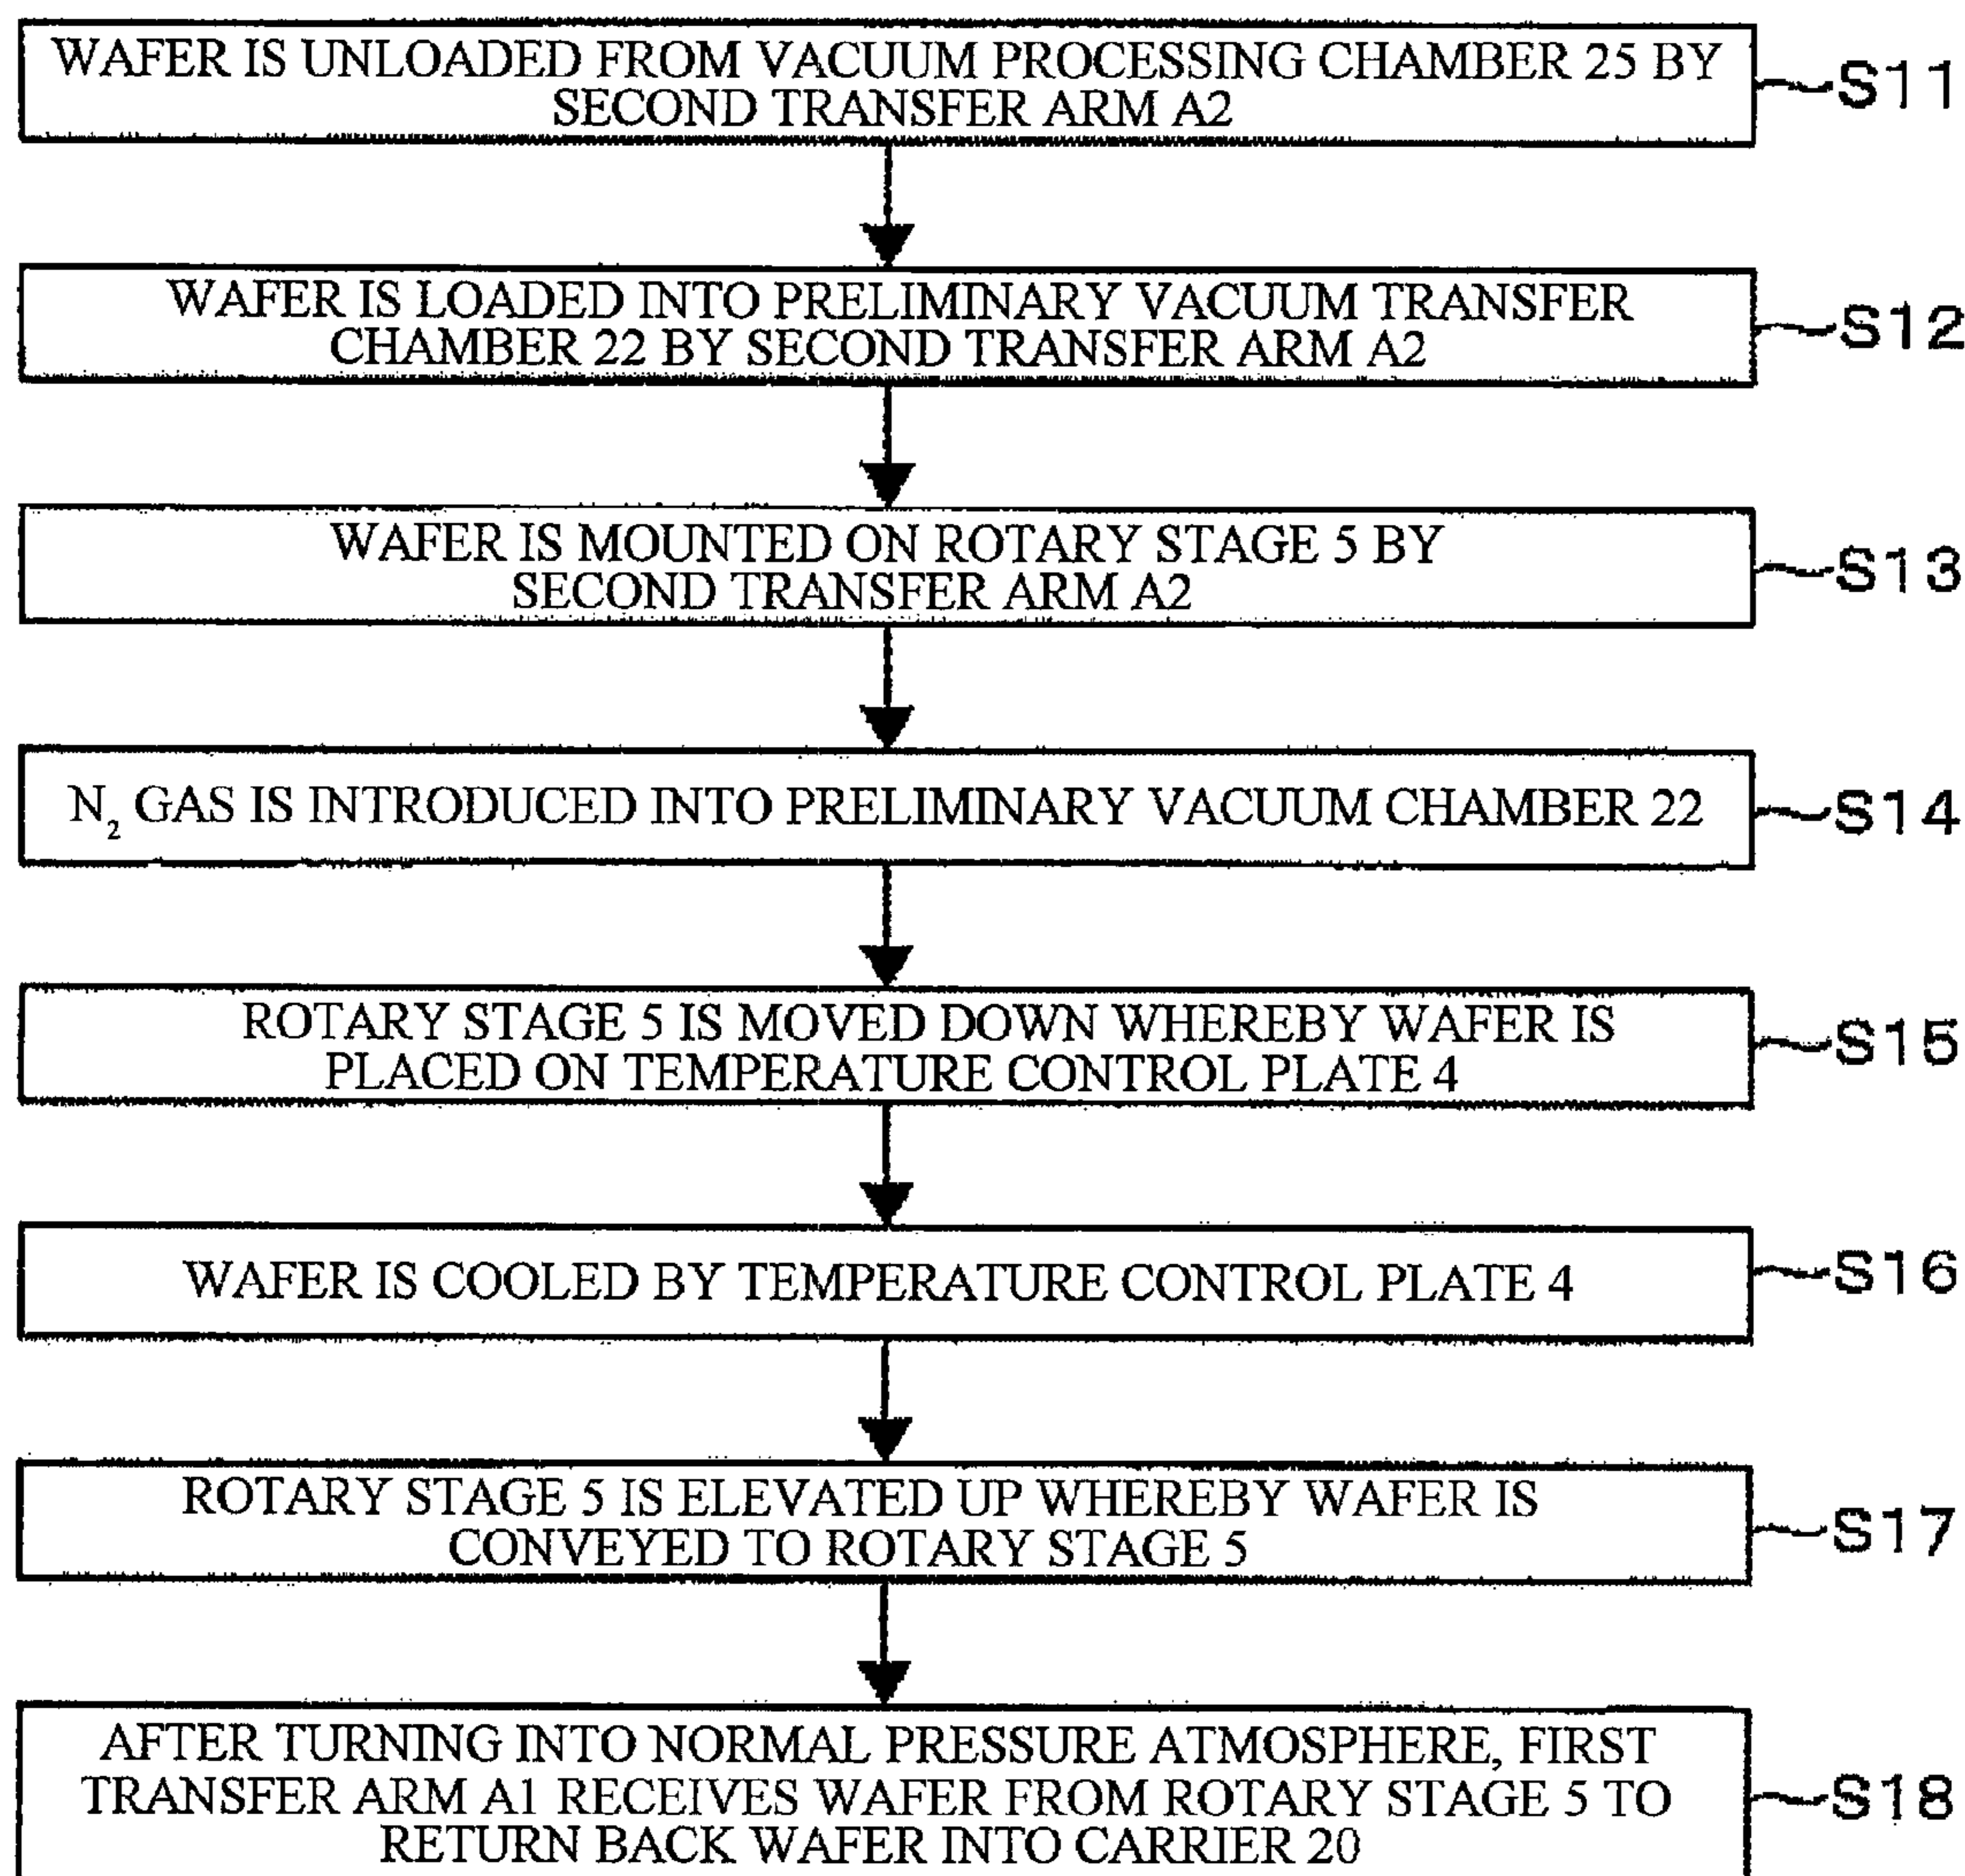 WAFER IS UNLOADED FROM VACUUM PROCESSING CHAMBER 25 BY
SECOND TRANSFER ARM A2
S11
WAFER IS LOADED INTO PRELIMINARY VACUUM TRANSFER
CHAMBER 22 BY SECOND TRANSFER ARM A2
S12
WAFER IS MOUNTED ON ROTARY STAGE 5 BY
SECOND TRANSFER ARM A2
S13
N₂ GAS IS INTRODUCED INTO PRELIMINARY VACUUM CHAMBER 22
S14
ROTARY STAGE 5 IS MOVED DOWN WHEREBY WAFER IS
PLACED ON TEMPERATURE CONTROL PLATE 4
S15
WAFER IS COOLED BY TEMPERATURE CONTROL PLATE 4
S16
ROTARY STAGE 5 IS ELEVATED UP WHEREBY WAFER IS
CONVEYED TO ROTARY STAGE 5
S17
AFTER TURNING INTO NORMAL PRESSURE ATMOSPHERE, FIRST
TRANSFER ARM A1 RECEIVES WAFER FROM ROTARY STAGE 5 TO
RETURN BACK WAFER INTO CARRIER 20
S18